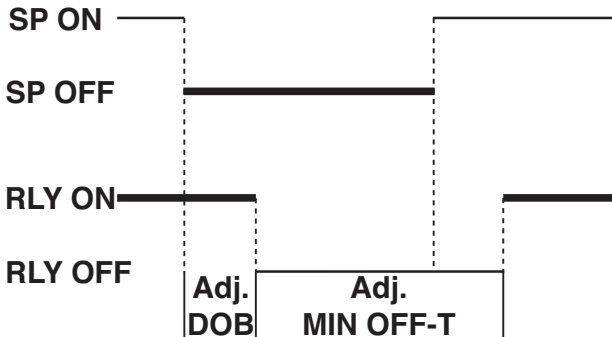 SP ON
SP OFF
RLY ON
RLY OFF
Adj.
DOB
Adj.
MIN OFF-T